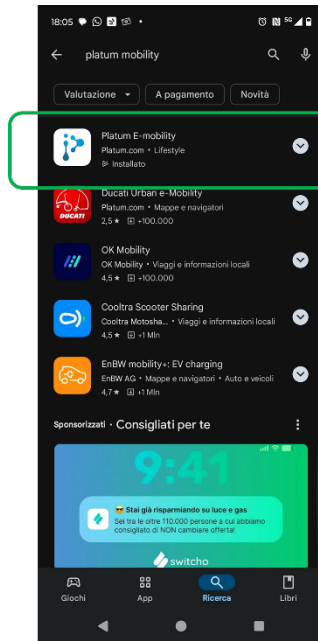 18:05
5G
platum mobility
Valutazione
A pagamento
Novità
Platum E-mobility
Platum.com • Lifestyle
Installato
Ducati Urban e-Mobility
Platum.com • Mappe e navigatori
2,5★ +100.000
DUCATI
OK Mobility
OK Mobility • Viaggi e informazioni locali
4,5★ +100.000
Cooltra Scooter Sharing
Cooltra Motosha... • Viaggi e informazioni locali
4,5★ +1 Mln
EnBW mobility+: EV charging
EnBW AG • Mappe e navigatori • Auto e veicoli
4,7★ +1 Mln
Sponsorizzati • Consigliati per te
9:41
Stai già risparmiando su luce e gas
Sei tra le oltre 110.000 persone a cui abbiamo
consigliato di NON cambiare offerta!
switcho
Giochi
App
Ricerca
Libri